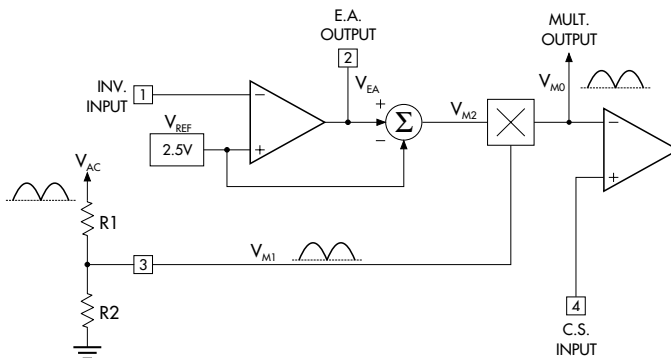 E.A.
OUTPUT
MULT.
OUTPUT
2
V_EA
V_M0
INV.
INPUT
1
−
+
V_REF
2.5V
+
−
Σ
V_M2
−
+
V_AC
R1
3
V_M1
R2
4
C.S.
INPUT